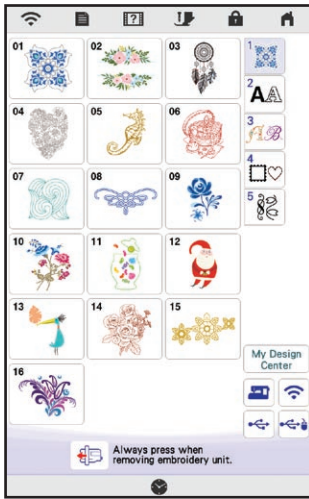 01 02 03
1
2
AA
04 05 06
3
AB
4
07 08 09
5
10 11 12
13 14 15
16
My Design
Center
Always press when
removing embroidery unit.